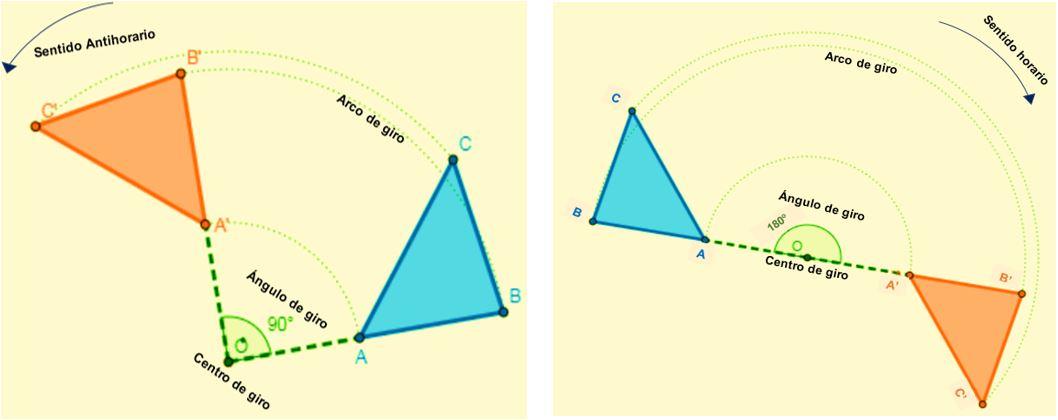 Sentido Antihorario
B'
C'
Arco de giro
C
A'
Ángulo de giro
90°
B
O
A
Centro de giro
Sentido horario
Arco de giro
C
Ángulo de giro
180º
B
O
A
Centro de giro
A'
B'
C'